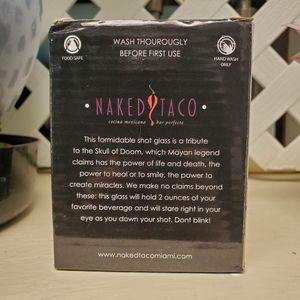 WASH THOUROUGLY
BEFORE FIRST USE
FOOD SAFE
HAND WASH
ONLY
· NAKED TACO ·
cocina mexicana bar perfecto
This formidable shot glass is a tribute
to the Skull of Doom, which Mayan legend
claims has the power of life and death, the
power to heal or to smile, the power to
create miracles. We make no claims beyond
these: this glass will hold 2 ounces of your
favorite beverage and will stare right in your
eye as you down your shot. Dont blink!
www.nakedtacomiami.com